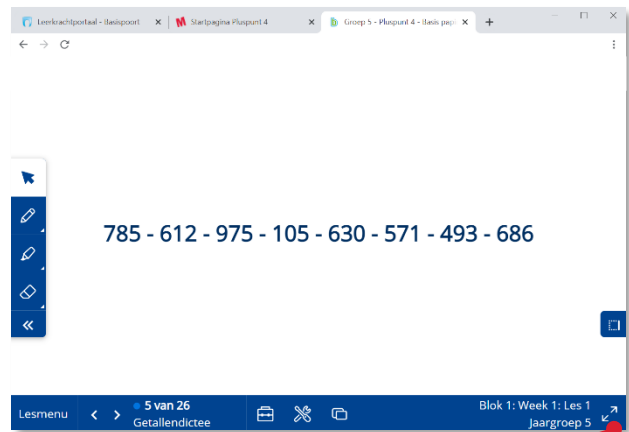 Leerkrachtportaal - Basispoort
Startpagina Pluspunt 4
Groep 5 - Pluspunt 4 - Basis pap
785 - 612 - 975 - 105 - 630 - 571 - 493 - 686
Lesmenu
5 van 26
Getallendictee
Blok 1: Week 1: Les 1
Jaargroep 5